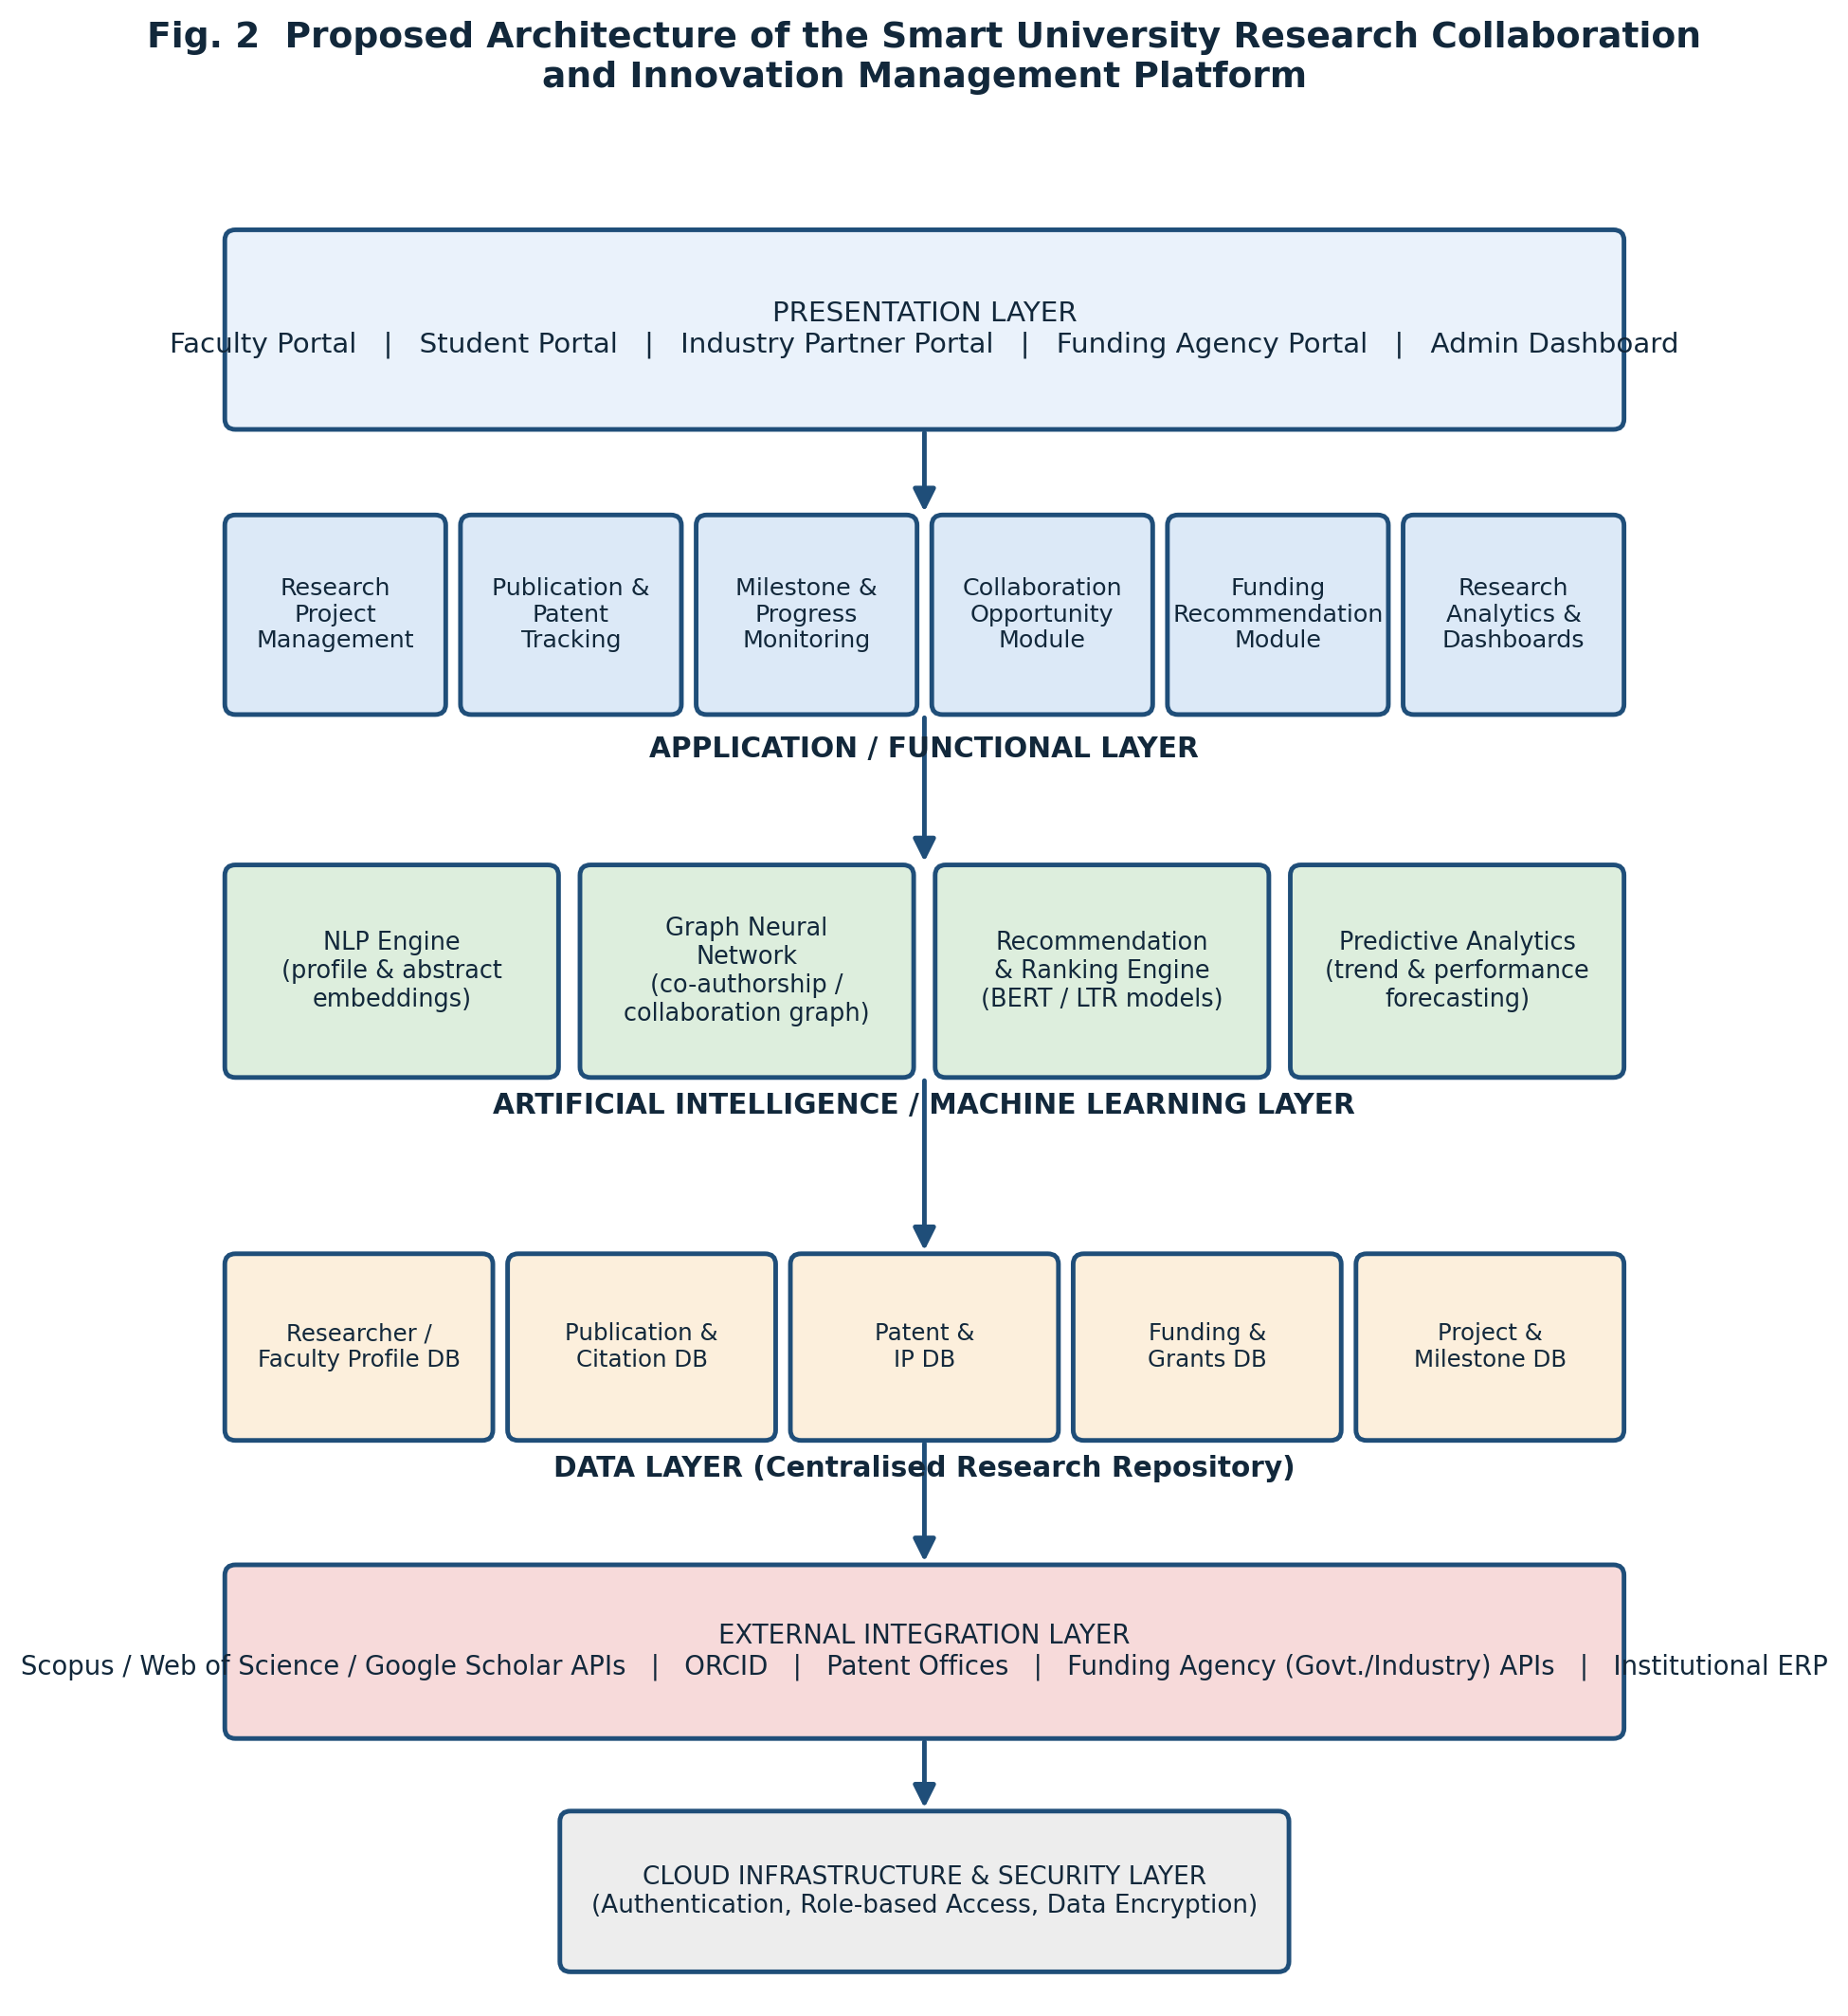 Fig. 2  Proposed Architecture of the Smart University Research Collaboration
and Innovation Management Platform
PRESENTATION LAYER
Faculty Portal   |   Student Portal   |   Industry Partner Portal   |   Funding Agency Portal   |   Admin Dashboard
Research
Project
Management
Publication &
Patent
Tracking
Milestone &
Progress
Monitoring
Collaboration
Opportunity
Module
Funding
Recommendation
Module
Research
Analytics &
Dashboards
APPLICATION / FUNCTIONAL LAYER
NLP Engine
(profile & abstract
embeddings)
Graph Neural
Network
(co-authorship /
collaboration graph)
Recommendation
& Ranking Engine
(BERT / LTR models)
Predictive Analytics
(trend & performance
forecasting)
ARTIFICIAL INTELLIGENCE / MACHINE LEARNING LAYER
Researcher /
Faculty Profile DB
Publication &
Citation DB
Patent &
IP DB
Funding &
Grants DB
Project &
Milestone DB
DATA LAYER (Centralised Research Repository)
EXTERNAL INTEGRATION LAYER
Scopus / Web of Science / Google Scholar APIs   |   ORCID   |   Patent Offices   |   Funding Agency (Govt./Industry) APIs   |   Institutional ERP
CLOUD INFRASTRUCTURE & SECURITY LAYER
(Authentication, Role-based Access, Data Encryption)